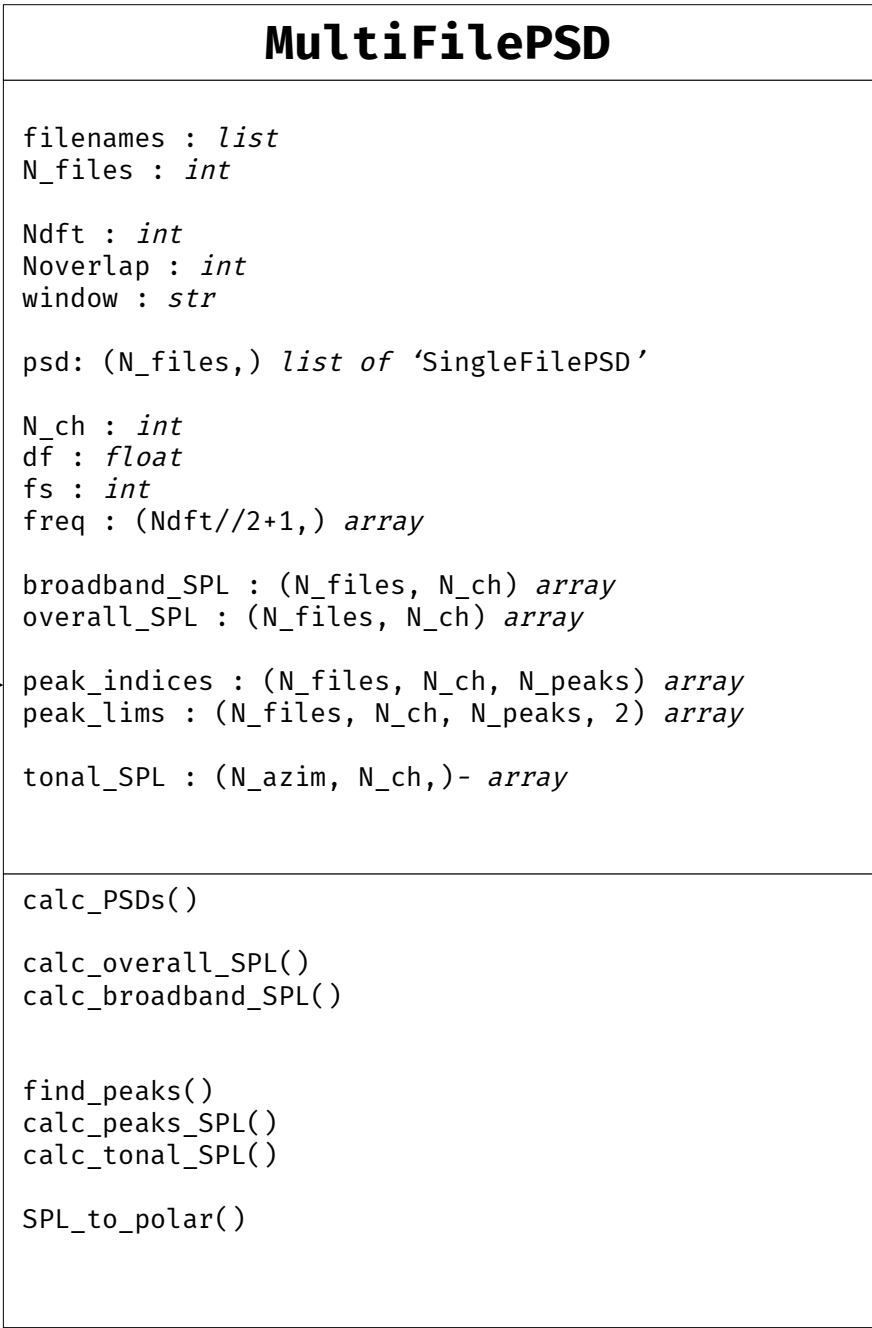 MultiFilePSD
filenames : list
N_files : int
Ndft : int
Noverlap : int
window : str
psd: (N_files,) list of ‘SingleFilePSD’
N_ch : int
df : float
fs : int
freq : (Ndft//2+1,) array
broadband_SPL : (N_files, N_ch) array
overall_SPL : (N_files, N_ch) array
peak_indices : (N_files, N_ch, N_peaks) array
peak_lims : (N_files, N_ch, N_peaks, 2) array
tonal_SPL : (N_azim, N_ch,)- array
calc_PSDs()
calc_overall_SPL()
calc_broadband_SPL()
find_peaks()
calc_peaks_SPL()
calc_tonal_SPL()
SPL_to_polar()